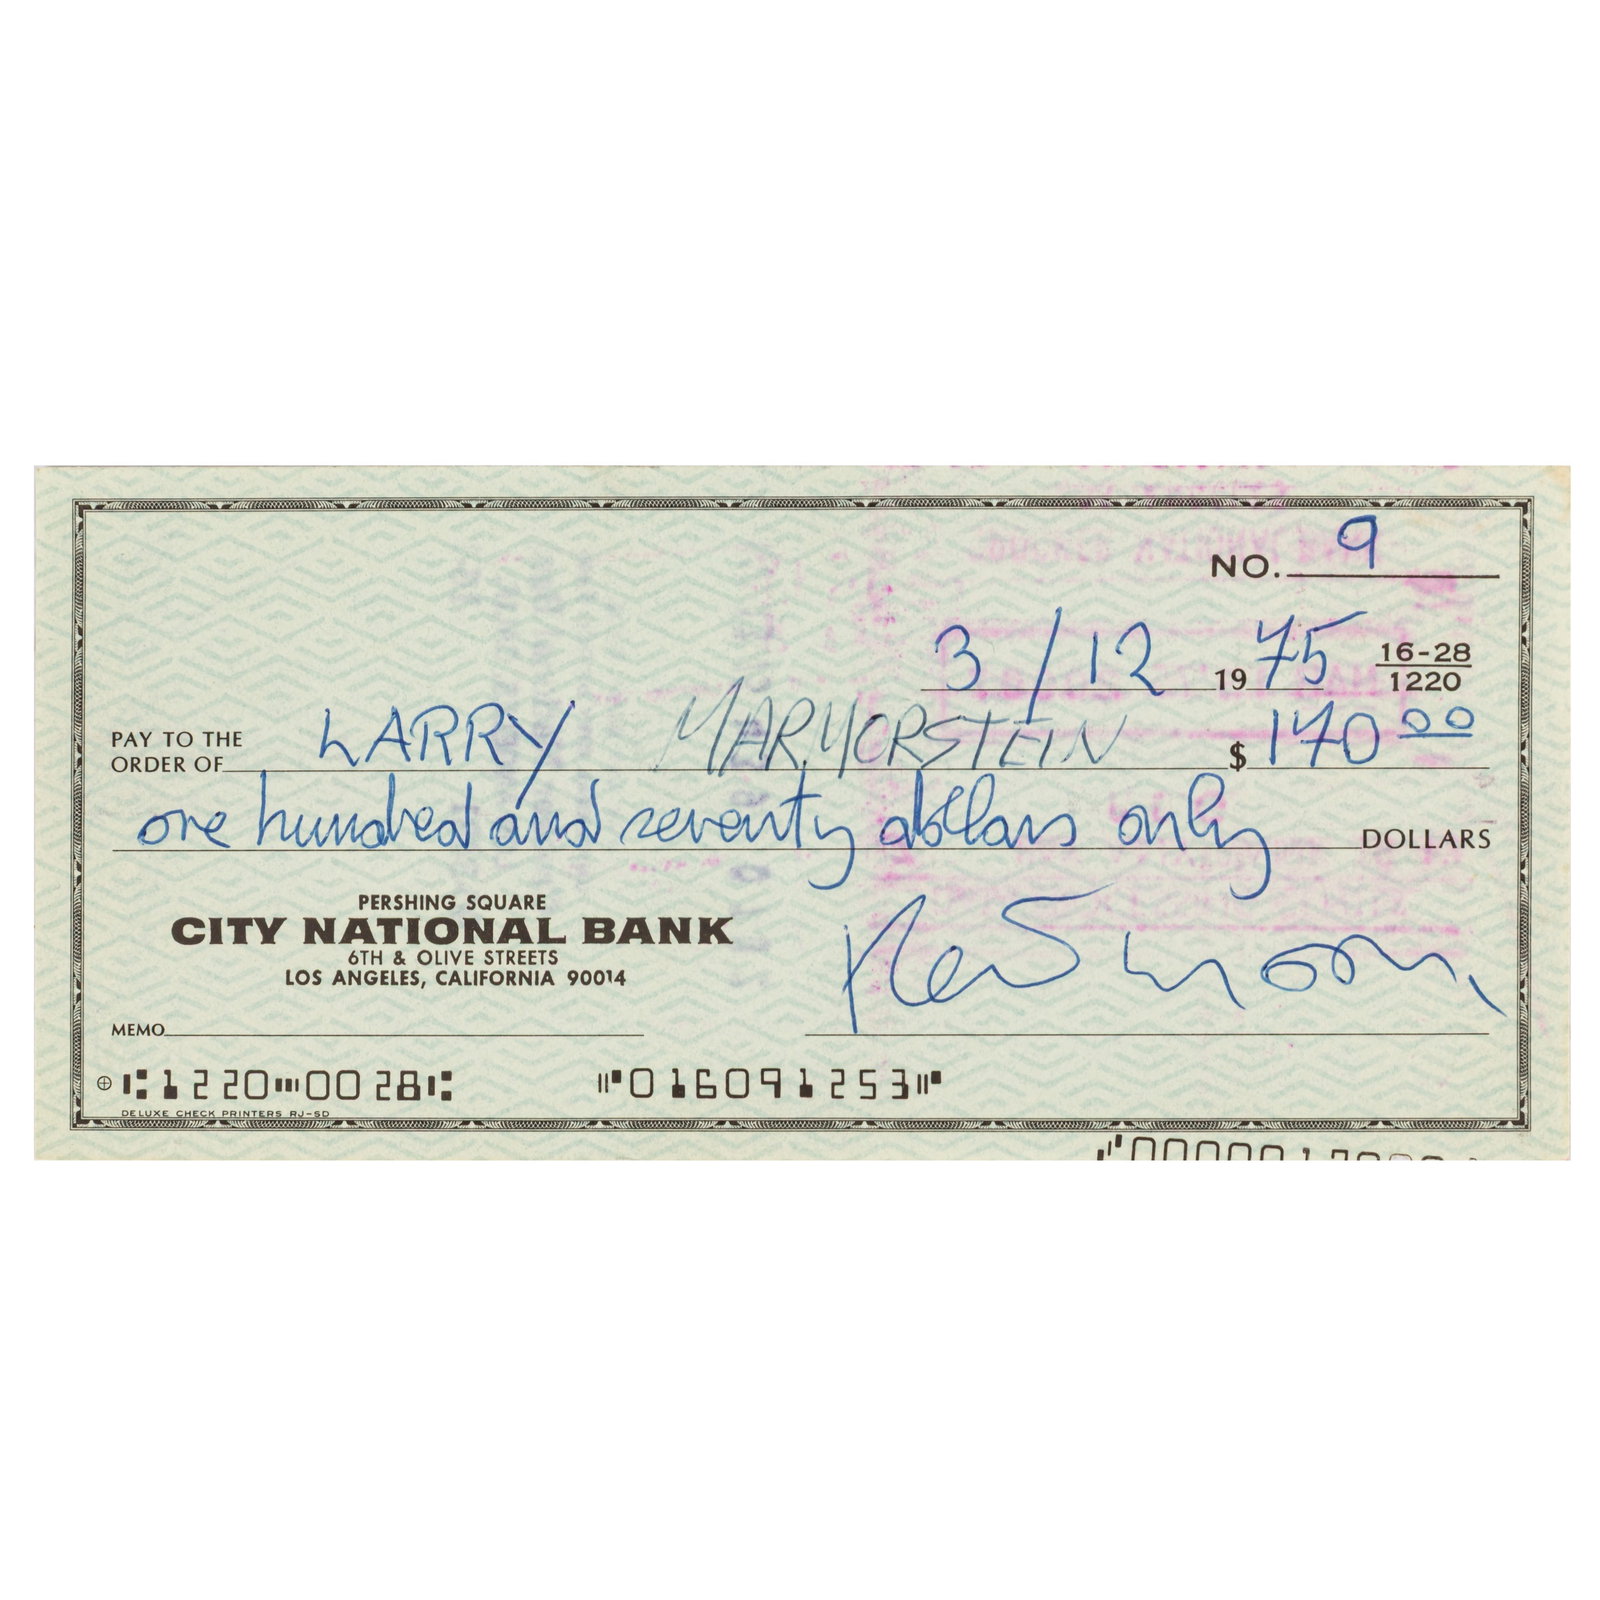 NO. 9
3/12 1975 16-28
1220
PAY TO THE
ORDER OF LARRY MARMORSTEIN $ 170 00
one hundred and seventy dollars only DOLLARS
PERSHING SQUARE
CITY NATIONAL BANK
6TH & OLIVE STREETS
LOS ANGELES, CALIFORNIA 90014
MEMO
⑆1220⑉0028⑆ ⑈016091253⑈
DELUXE CHECK PRINTERS RJ-SD